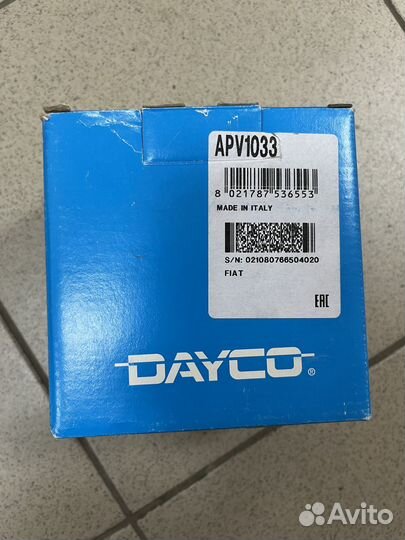 APV1033
8 021787 536553
MADE IN ITALY
S/N: 021080766504020
FIAT
EAC
DAYCO®
Avito